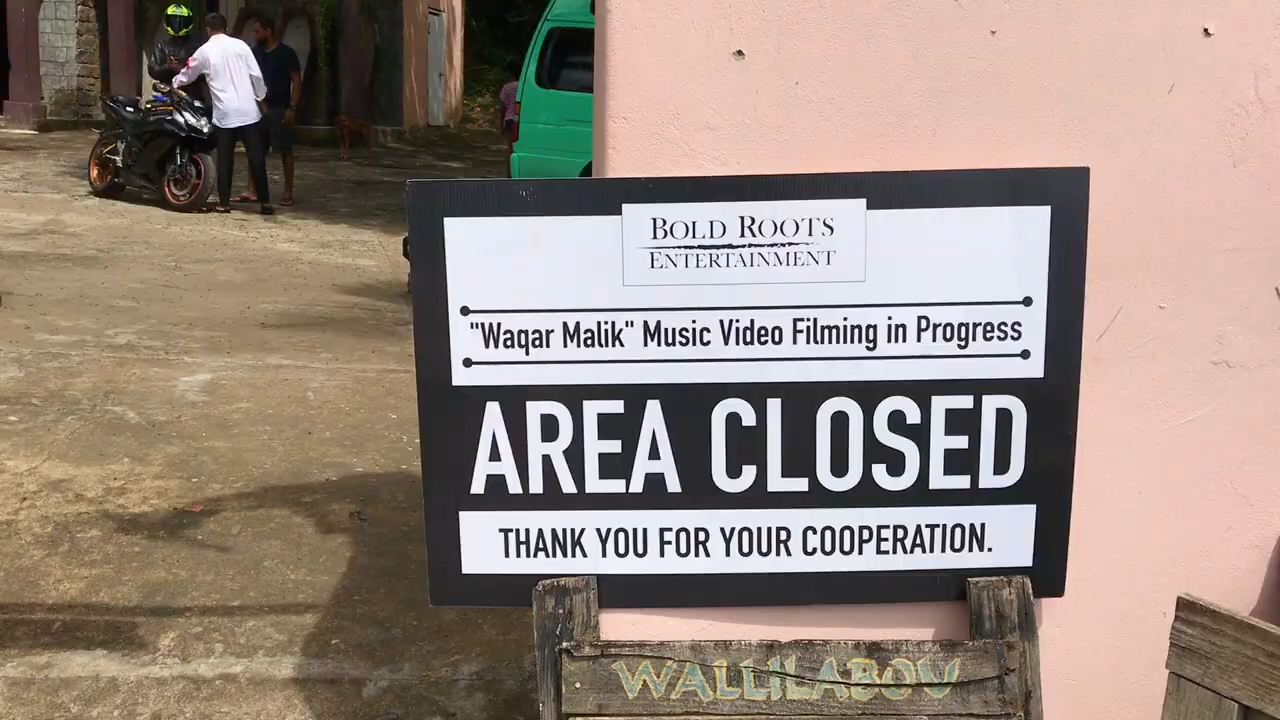 BOLD ROOTS
ENTERTAINMENT
"Waqar Malik" Music Video Filming in Progress
AREA CLOSED
THANK YOU FOR YOUR COOPERATION.
WALLILABOU